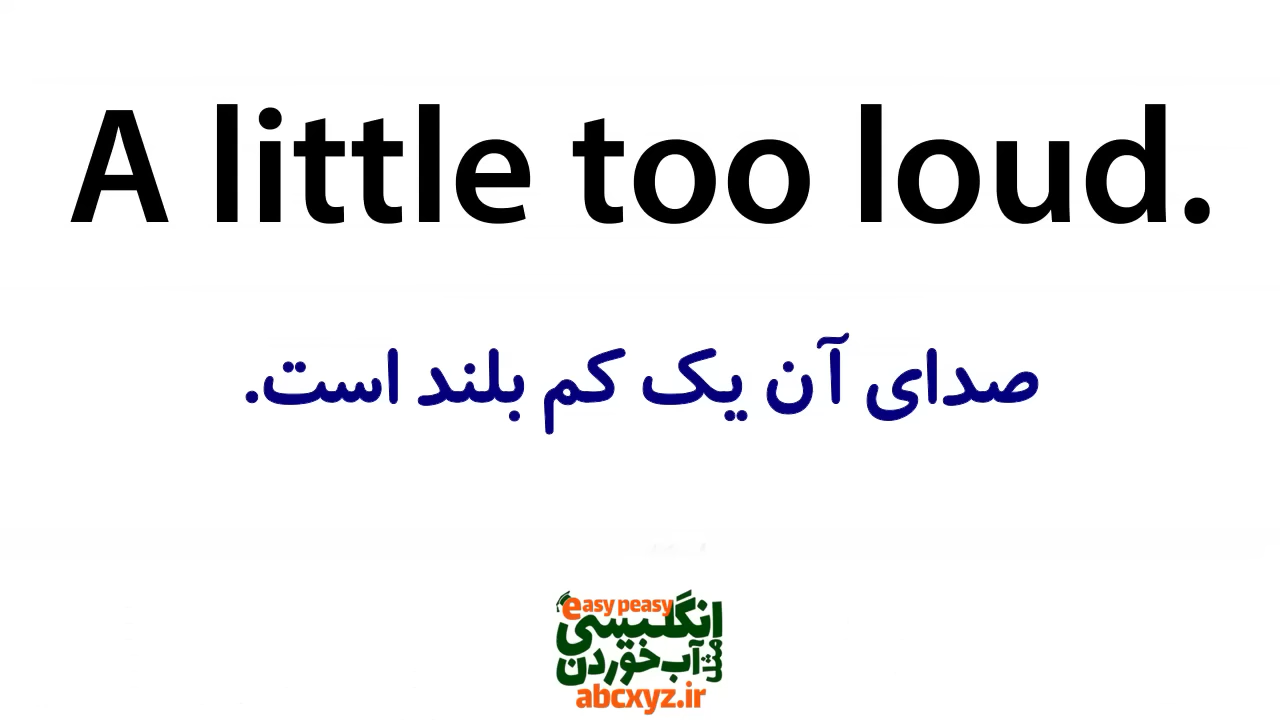 A little too loud.
صدای آن یک کم بلند است.
easy peasy
انگلیسی
مثل آب خوردن
abcxyz.ir